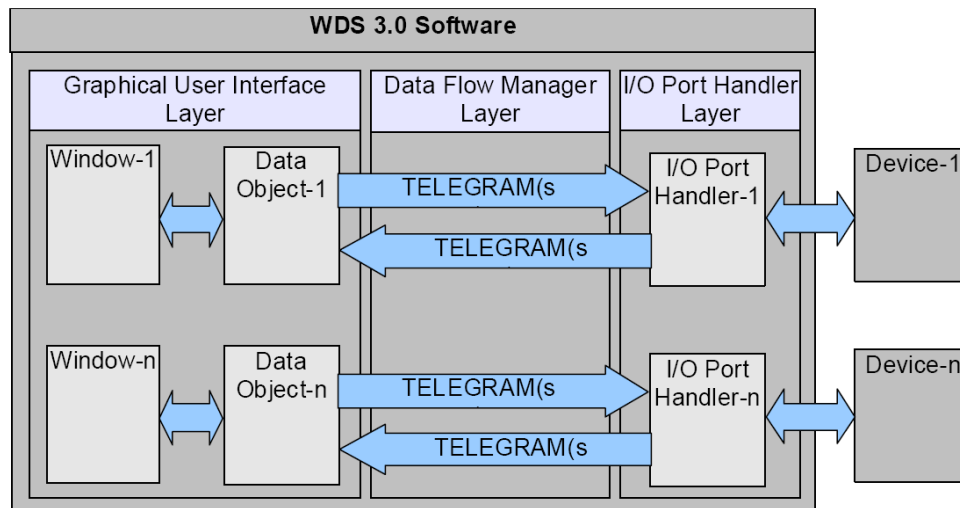 WDS 3.0 Software
Graphical User Interface
Layer
Data Flow Manager
Layer
I/O Port Handler
Layer
Window-1
Data
Object-1
TELEGRAM(s
TELEGRAM(s
I/O Port
Handler-1
Device-1
Window-n
Data
Object-n
TELEGRAM(s
TELEGRAM(s
I/O Port
Handler-n
Device-n